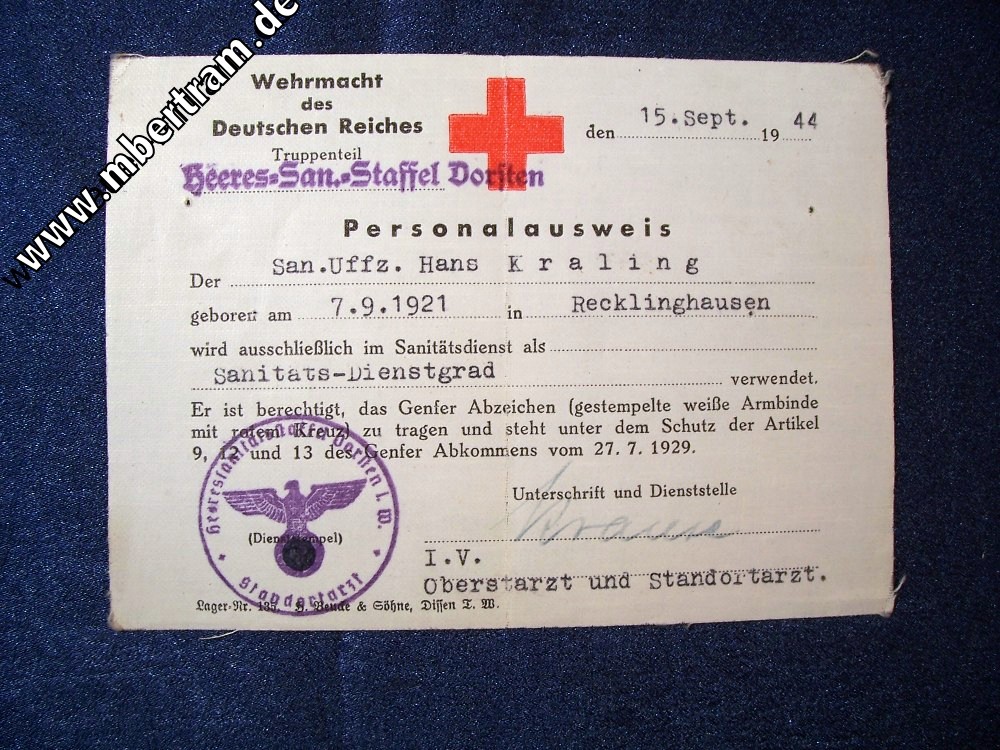 www.mbertram.de
Wehrmacht
des
Deutschen Reiches
Truppenteil
Heeres-San.-Staffel Dorsten
den 15.Sept. 19 44
Personalausweis
Der San.Uffz. Hans Kraling
geboren am 7.9.1921 in Recklinghausen
wird ausschließlich im Sanitätsdienst als
Sanitäts-Dienstgrad verwendet.
Er ist berechtigt, das Genfer Abzeichen (gestempelte weiße Armbinde
mit rotem Kreuz) zu tragen und steht unter dem Schutz der Artikel
9, 12 und 13 des Genfer Abkommens vom 27. 7. 1929.
Heeressanitätsstaffel Dorsten i. W.
(Dienststempel)
Standortarzt
Unterschrift und Dienststelle
I.V.
Oberstarzt und Standortarzt.
Lager-Nr. 135. H. Beucke & Söhne, Dissen T. W.